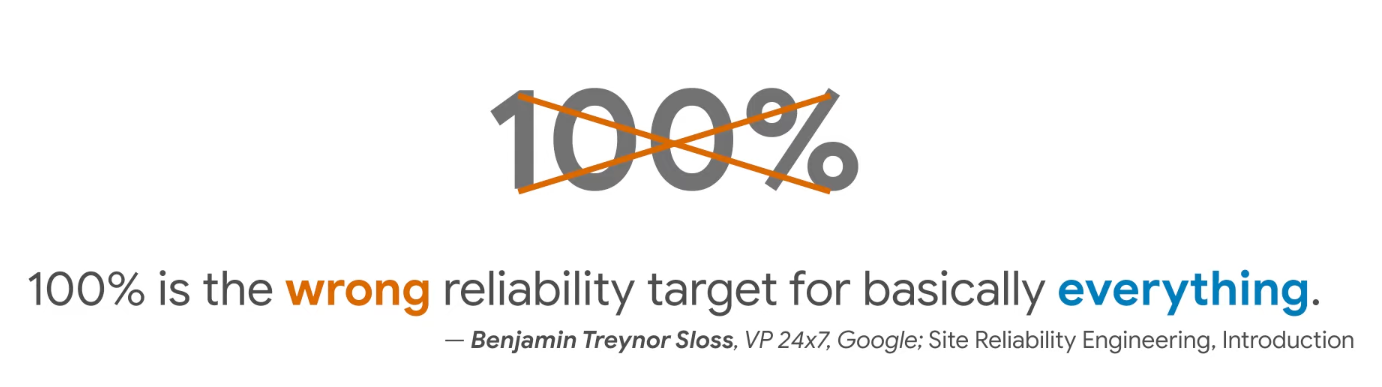 100%
100% is the wrong reliability target for basically everything.
— Benjamin Treynor Sloss, VP 24x7, Google; Site Reliability Engineering, Introduction